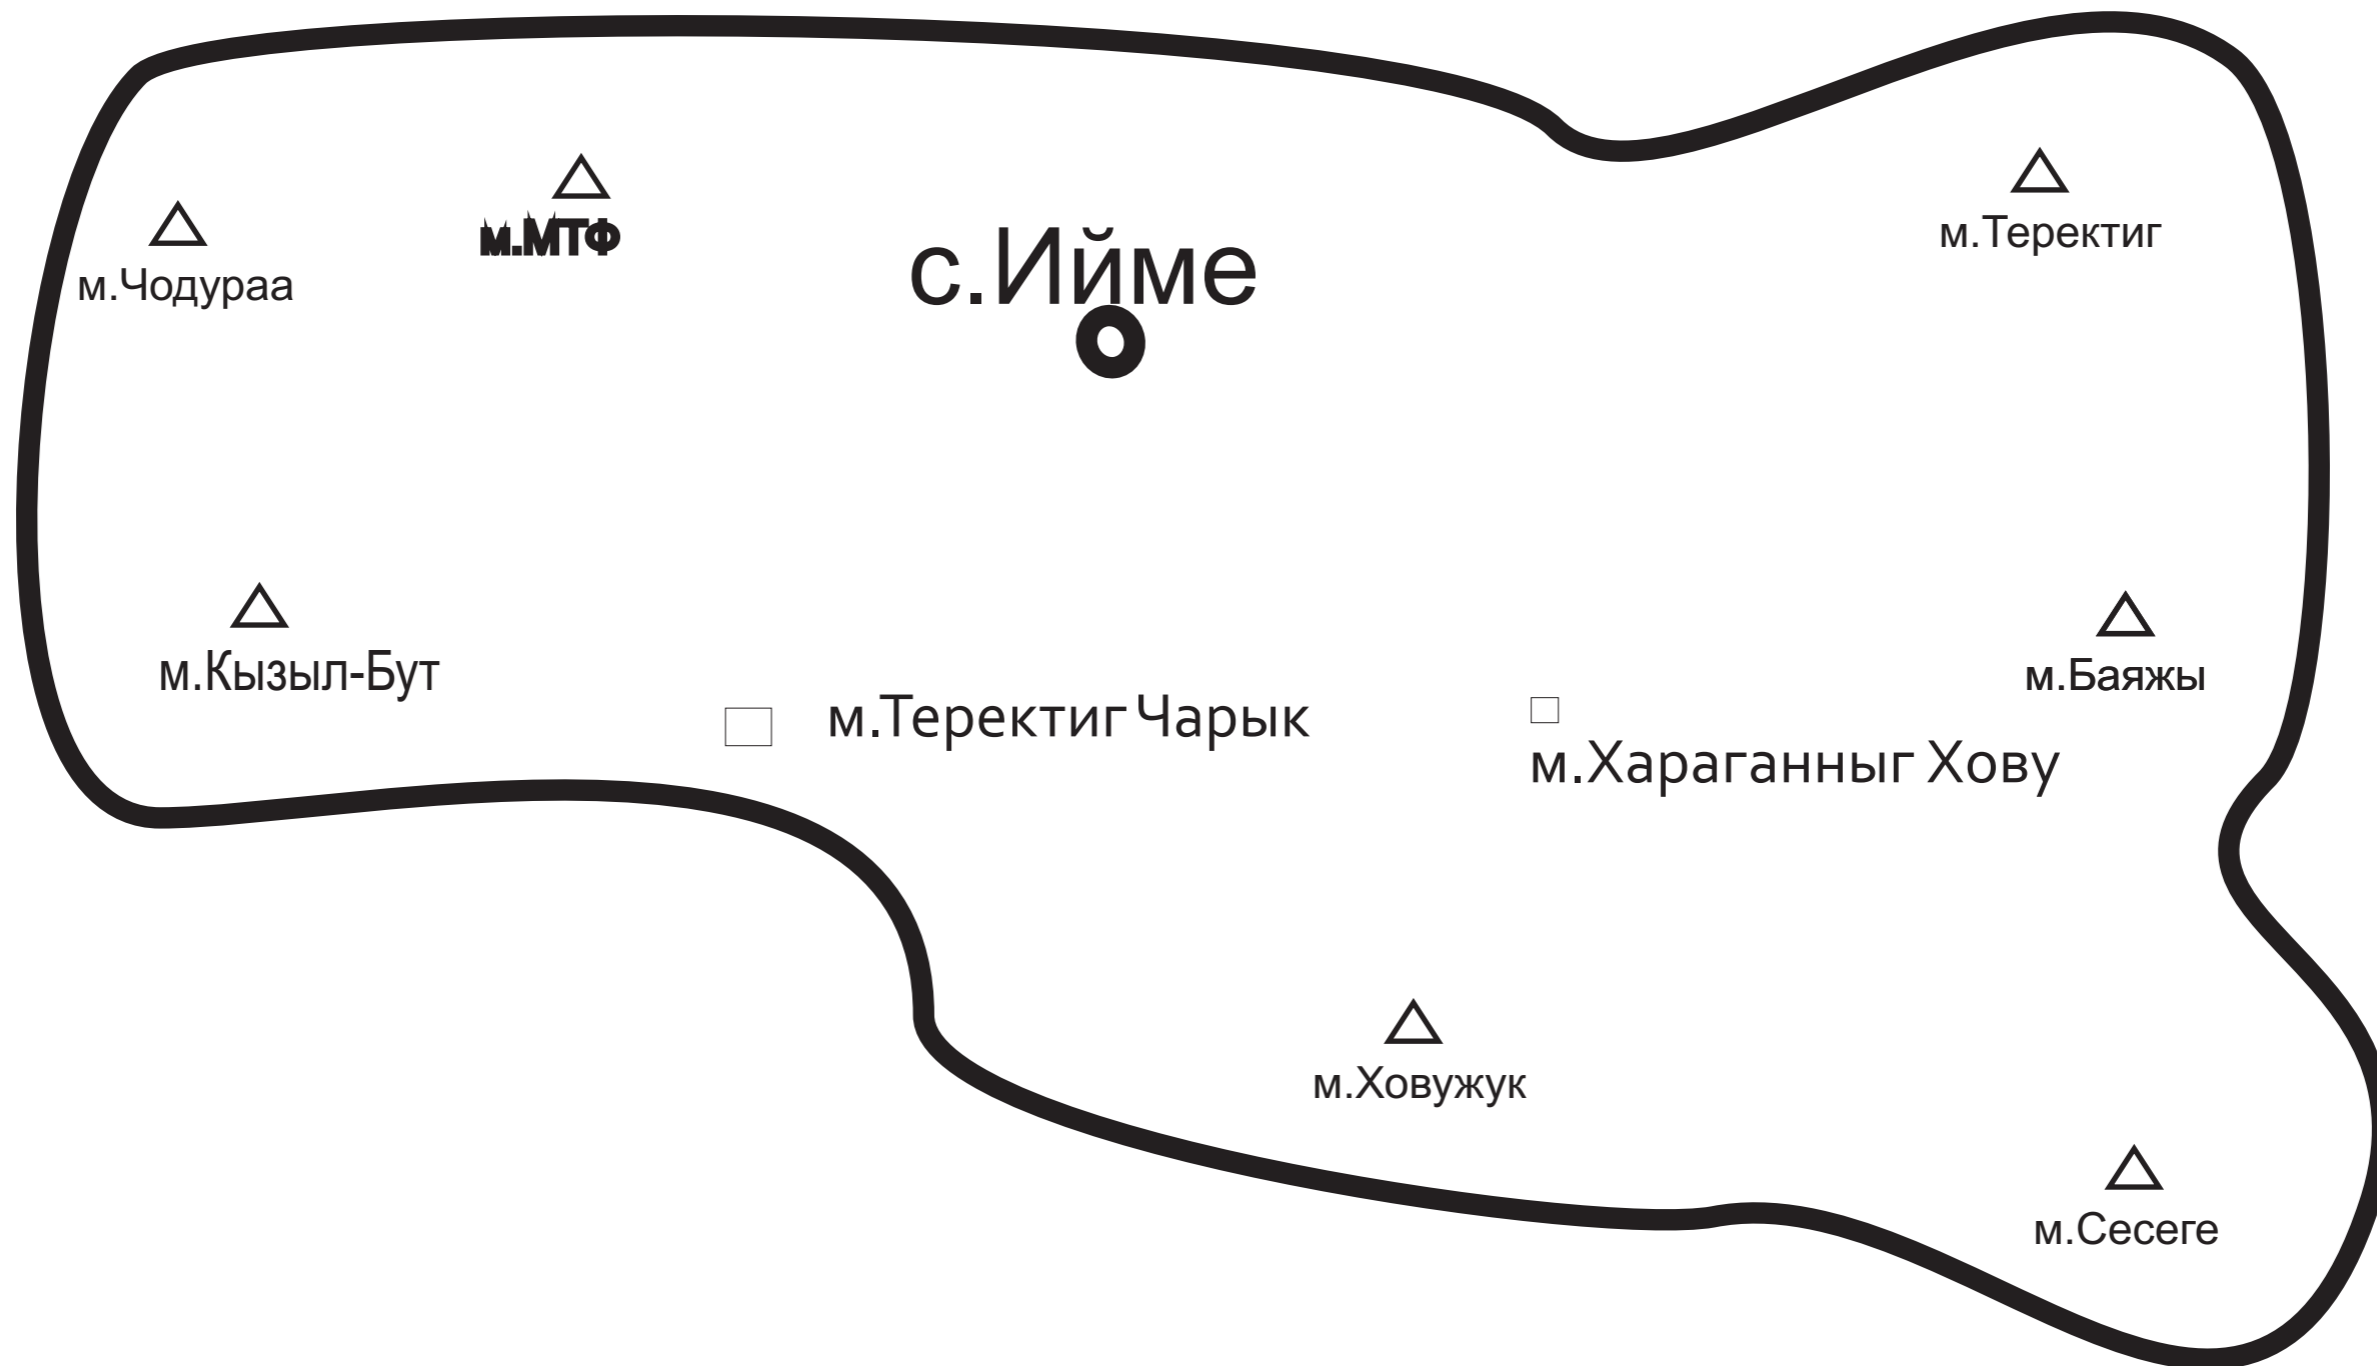 м.МТФ
м.Теректиг
м.Чодураа
с.Ийме
м.Кызыл-Бут
м.Баяжы
м.Теректиг Чарык
м.Хараганныг Хову
м.Ховужук
м.Сесеге